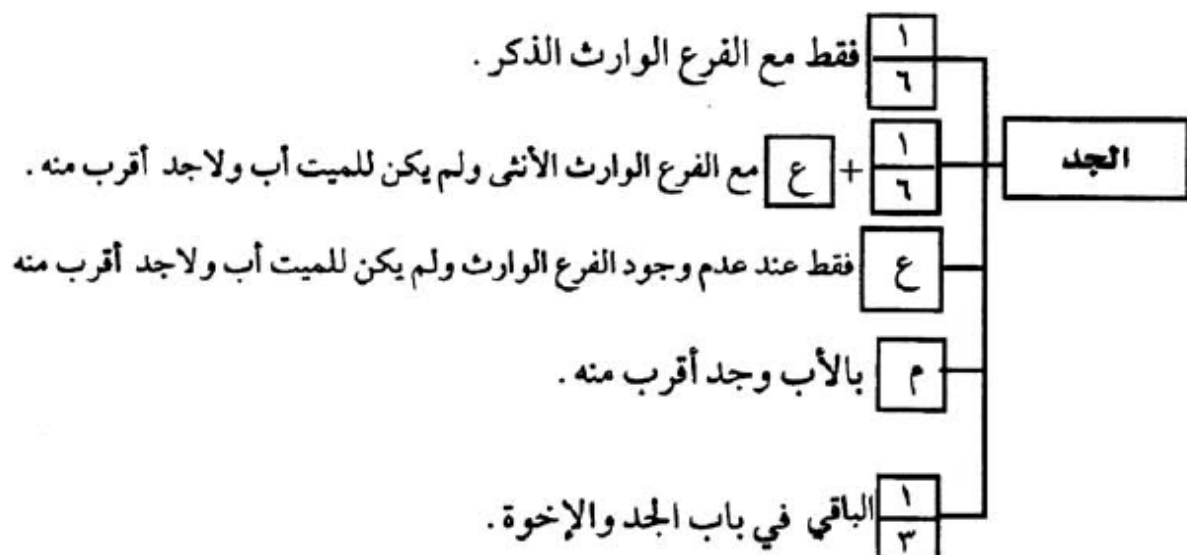 الجد
١/٦ فقط مع الفرع الوارث الذكر .
١/٦ + ع مع الفرع الوارث الأنثى ولم يكن للميت أب ولاجد أقرب منه .
ع فقط عند عدم وجود الفرع الوارث ولم يكن للميت أب ولاجد أقرب منه
م بالأب وجد أقرب منه .
١/٣ الباقي في باب الجد والإخوة .